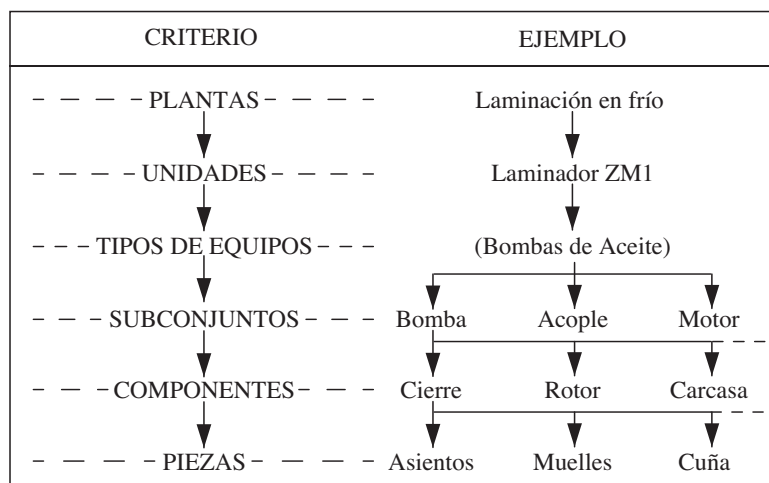 CRITERIO EJEMPLO
PLANTAS Laminación en frío
UNIDADES Laminador ZM1
TIPOS DE EQUIPOS (Bombas de Aceite)
SUBCONJUNTOS Bomba Acople Motor
COMPONENTES Cierre Rotor Carcasa
PIEZAS Asientos Muelles Cuña